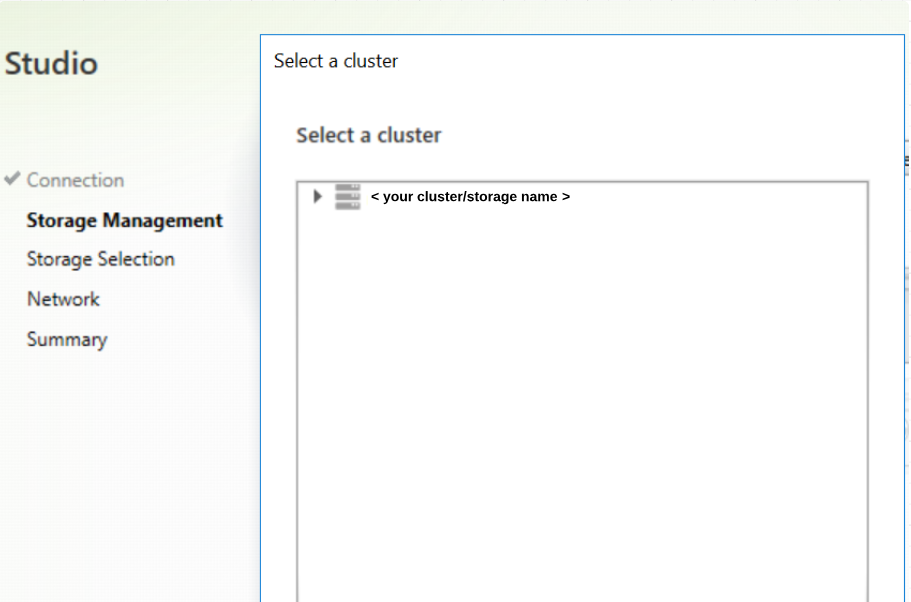 Studio
Select a cluster
Select a cluster
< your cluster/storage name >
Connection
Storage Management
Storage Selection
Network
Summary